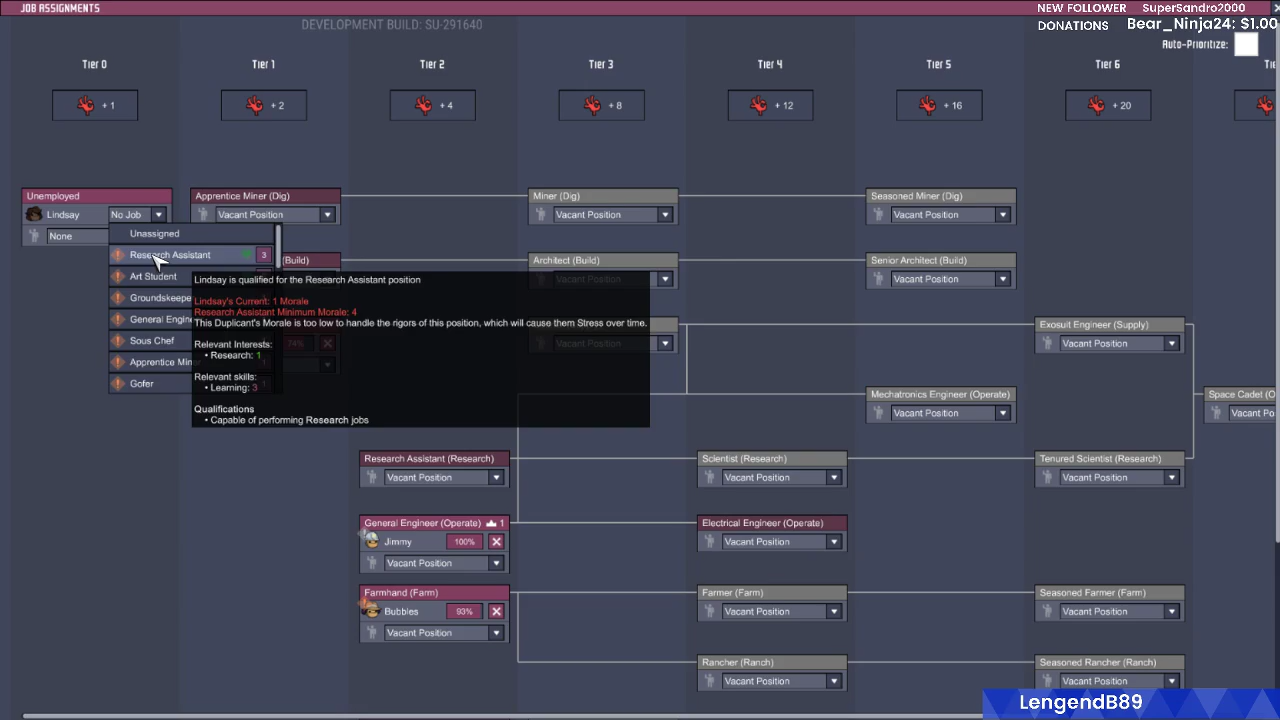 JOB ASSIGNMENTS
NEW FOLLOWER SuperSandro2000
DEVELOPMENT BUILD: SU-291640
DONATIONS Bear_Ninja24: $1.00
Auto-Prioritize:
Tier 0 Tier 1 Tier 2 Tier 3 Tier 4 Tier 5 Tier 6
+ 1 + 2 + 4 + 8 + 12 + 16 + 20
Unemployed Apprentice Miner (Dig) Miner (Dig) Seasoned Miner (Dig)
Lindsay No Job Vacant Position Vacant Position Vacant Position
Unassigned
None
Research Assistant 3 (Build) Architect (Build) Senior Architect (Build)
Art Student Vacant Position Vacant Position
Lindsay is qualified for the Research Assistant position
Groundskeepe
Lindsay's Current: 1 Morale
Research Assistant Minimum Morale: 4
General Engine
This Duplicant's Morale is too low to handle the rigors of this position, which will cause them Stress over time.
Exosuit Engineer (Supply)
Sous Chef 74% Vacant Position Vacant Position
Relevant Interests:
• Research: 1
Apprentice Mine
Relevant skills:
Gofer
• Learning: 3
Mechatronics Engineer (Operate) Space Cadet (O
Qualifications
Vacant Position Vacant Po
• Capable of performing Research jobs
Research Assistant (Research) Scientist (Research) Tenured Scientist (Research)
Vacant Position Vacant Position Vacant Position
General Engineer (Operate) 1 Electrical Engineer (Operate)
Jimmy 100% Vacant Position
Vacant Position
Farmhand (Farm) Farmer (Farm) Seasoned Farmer (Farm)
Bubbles 93% Vacant Position Vacant Position
Vacant Position
Rancher (Ranch) Seasoned Rancher (Ranch)
Vacant Position Vacant Position
LengendB89